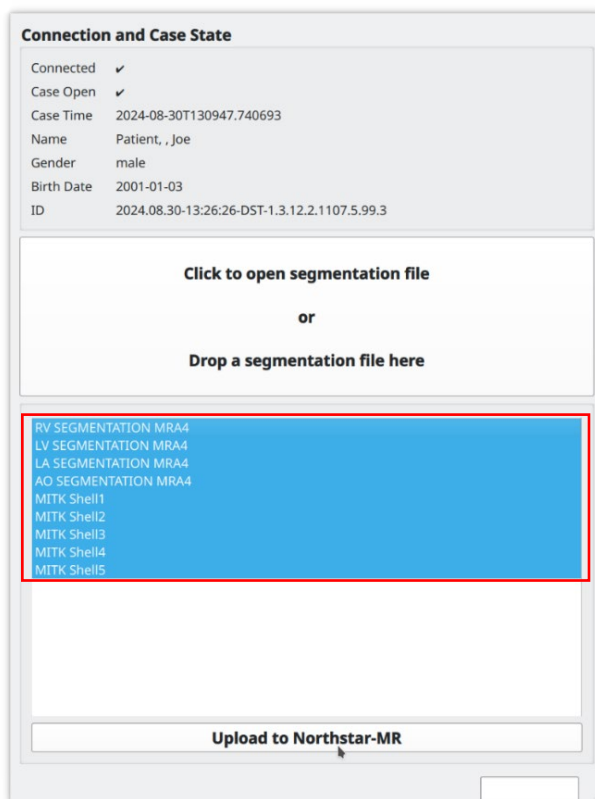 Connection and Case State
Connected ✔
Case Open ✔
Case Time 2024-08-30T130947.740693
Name Patient, , Joe
Gender male
Birth Date 2001-01-03
ID 2024.08.30-13:26:26-DST-1.3.12.2.1107.5.99.3
Click to open segmentation file
or
Drop a segmentation file here
RV SEGMENTATION MRA4
LV SEGMENTATION MRA4
LA SEGMENTATION MRA4
AO SEGMENTATION MRA4
MITK Shell1
MITK Shell2
MITK Shell3
MITK Shell4
MITK Shell5
Upload to Northstar-MR